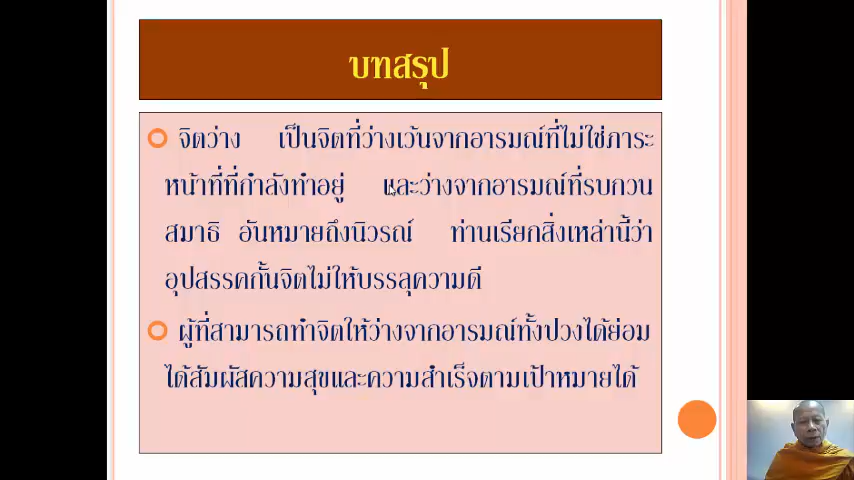 บทสรุป
จิตว่าง เป็นจิตที่ว่างเว้นจากอารมณ์ที่ไม่ใช่ภาระ
หน้าที่ที่กำลังทำอยู่ และว่างจากอารมณ์ที่รบกวน
สมาธิ อันหมายถึงนิวรณ์ ท่านเรียกสิ่งเหล่านี้ว่า
อุปสรรคกั้นจิตไม่ให้บรรลุความดี
ผู้ที่สามารถทำจิตให้ว่างจากอารมณ์ทั้งปวงได้ย่อม
ได้สัมผัสความสุขและความสำเร็จตามเป้าหมายได้